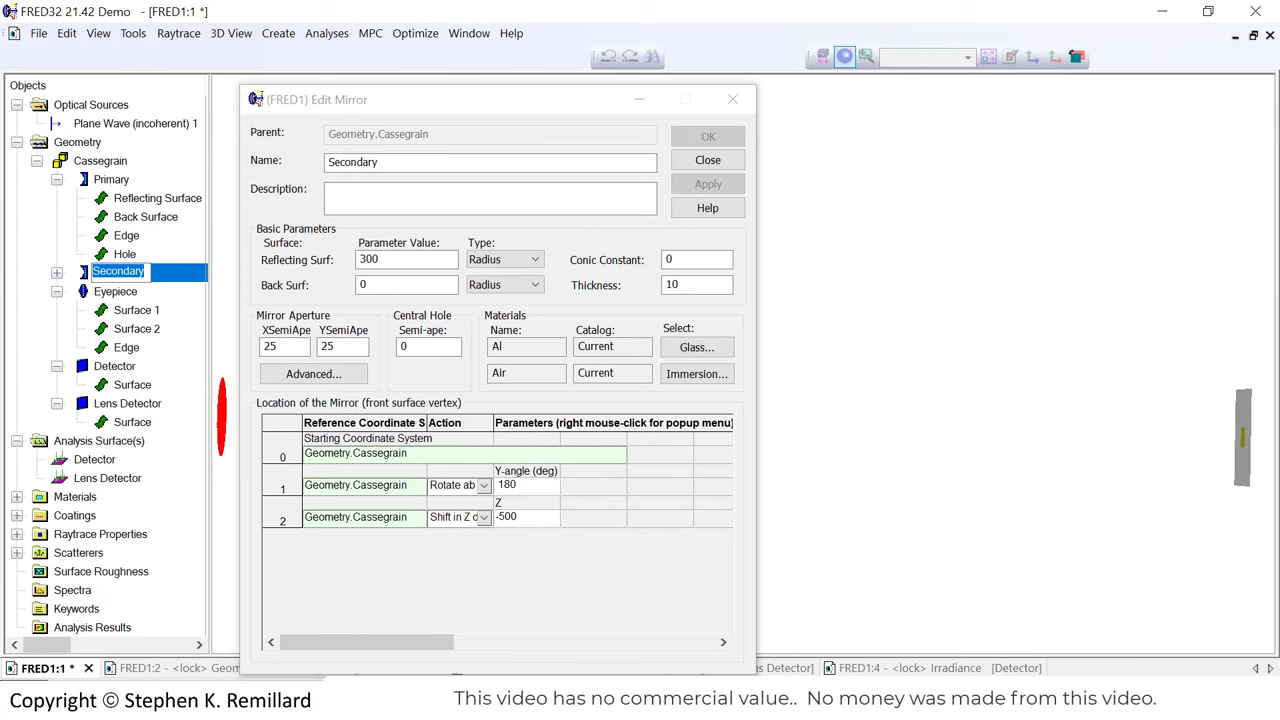 FRED32 21.42 Demo - [FRED1:1 *]
File Edit View Tools Raytrace 3D View Create Analyses MPC Optimize Window Help
Objects
Optical Sources
Plane Wave (incoherent) 1
Geometry
Cassegrain
Primary
Reflecting Surface
Back Surface
Edge
Hole
Secondary
Eyepiece
Surface 1
Surface 2
Edge
Detector
Surface
Lens Detector
Surface
Analysis Surface(s)
Detector
Lens Detector
Materials
Coatings
Raytrace Properties
Scatterers
Surface Roughness
Spectra
Keywords
Analysis Results
(FRED1) Edit Mirror
Parent: Geometry.Cassegrain OK
Name: Secondary Close
Description: Apply
Help
Basic Parameters
Surface: Parameter Value: Type:
Reflecting Surf: 300 Radius Conic Constant: 0
Back Surf: 0 Radius Thickness: 10
Mirror Aperture Central Hole Materials
XSemiApe YSemiApe Semi-ape: Name: Catalog: Select:
25 25 0 Al Current Glass...
Advanced... Air Current Immersion...
Location of the Mirror (front surface vertex)
Reference Coordinate S Action Parameters (right mouse-click for popup menu)
Starting Coordinate System
0 Geometry.Cassegrain
Y-angle (deg)
1 Geometry.Cassegrain Rotate ab 180
Z
2 Geometry.Cassegrain Shift in Z -500
FRED1:1 * FRED1:2 - <lock> Geom ns Detector] FRED1:4 - <lock> Irradiance [Detector]
Copyright © Stephen K. Remillard
This video has no commercial value.. No money was made from this video.